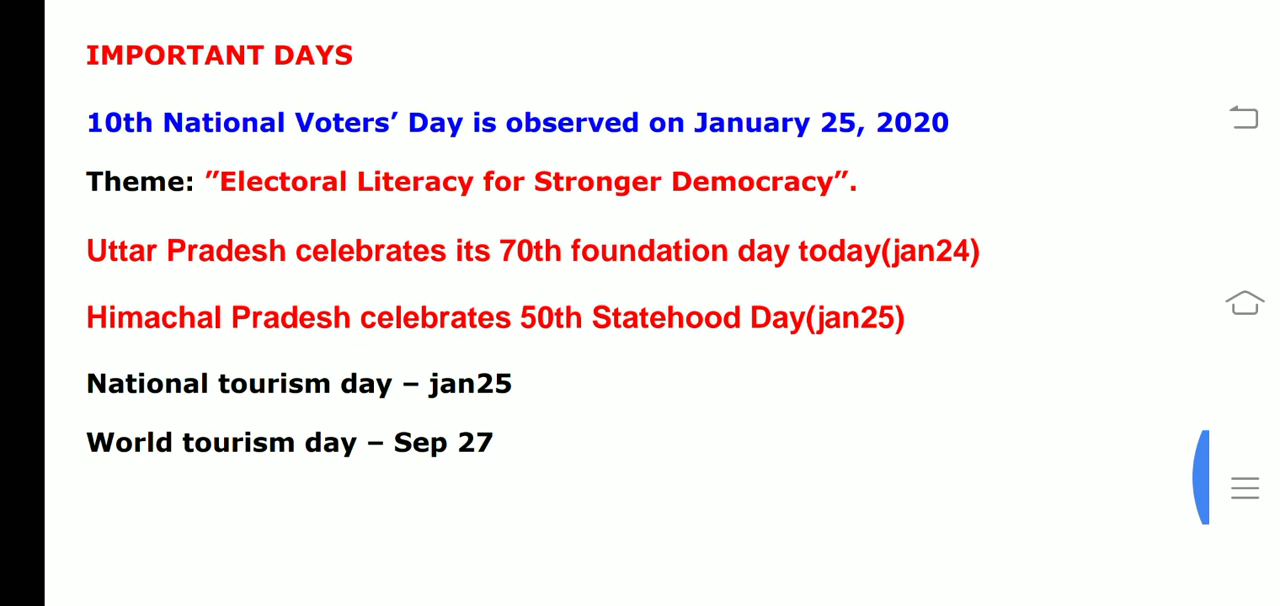 IMPORTANT DAYS
10th National Voters’ Day is observed on January 25, 2020
Theme: ”Electoral Literacy for Stronger Democracy”.
Uttar Pradesh celebrates its 70th foundation day today(jan24)
Himachal Pradesh celebrates 50th Statehood Day(jan25)
National tourism day – jan25
World tourism day – Sep 27